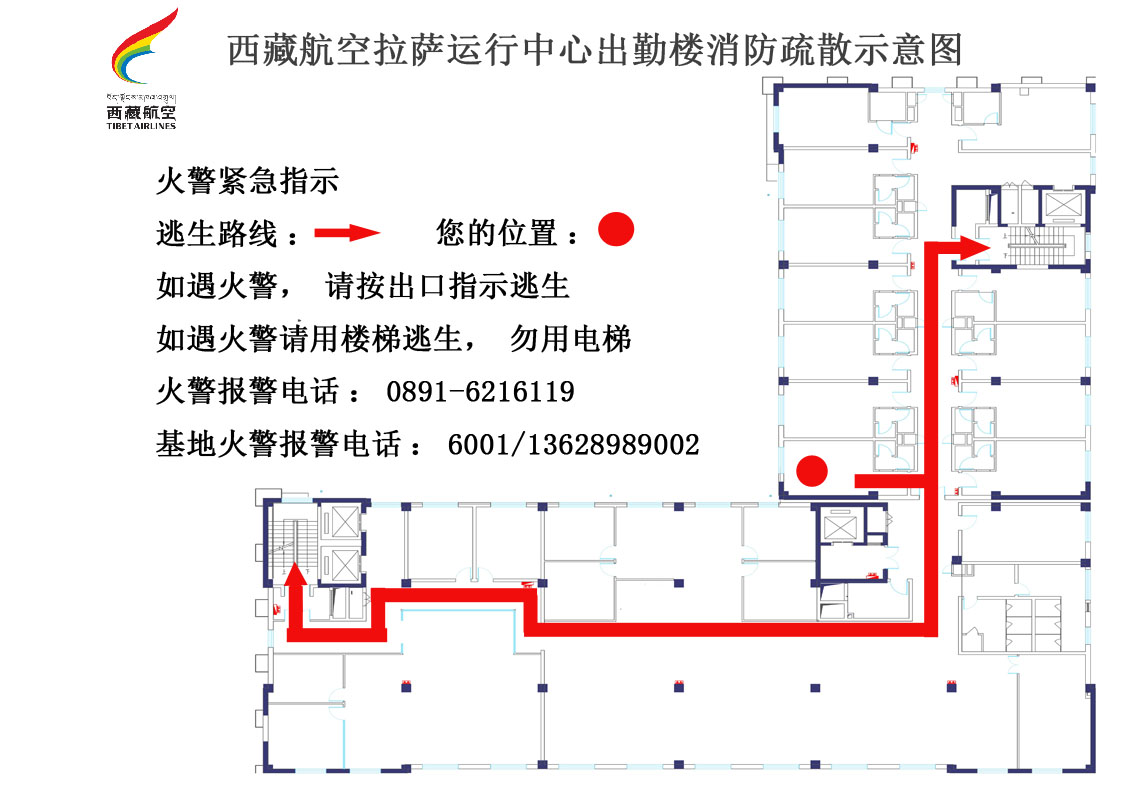 西藏航空拉萨运行中心出勤楼消防疏散示意图
西藏航空
TIBET AIRLINES
火警紧急指示
逃生路线： 您的位置：
如遇火警， 请按出口指示逃生
如遇火警请用楼梯逃生， 勿用电梯
火警报警电话： 0891-6216119
基地火警报警电话： 6001/13628989002
上
下
上
下